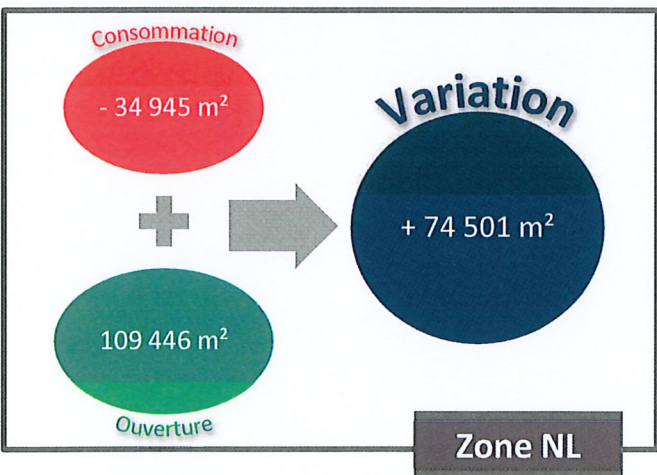 Consommation
- 34 945 m²
Variation
+ 74 501 m²
109 446 m²
Ouverture
Zone NL